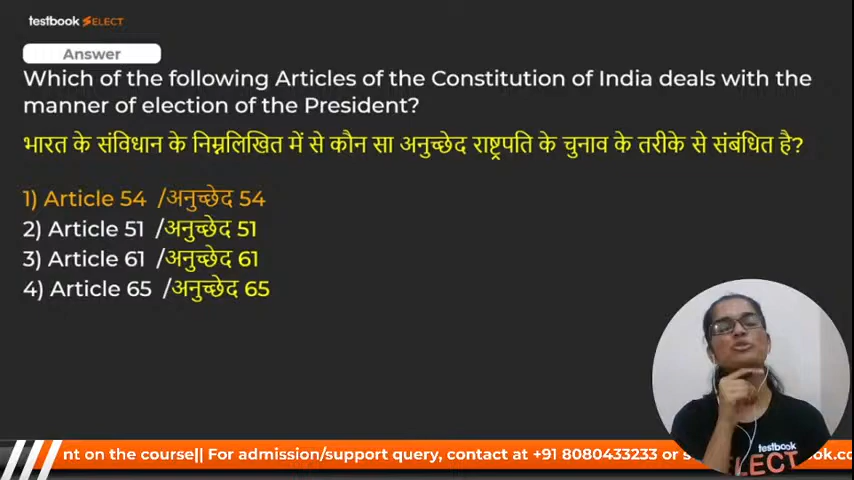 testbook SELECT
Answer
Which of the following Articles of the Constitution of India deals with the
manner of election of the President?
भारत के संविधान के निम्नलिखित में से कौन सा अनुच्छेद राष्ट्रपति के चुनाव के तरीके से संबंधित है?
1) Article 54 /अनुच्छेद 54
2) Article 51 /अनुच्छेद 51
3) Article 61 /अनुच्छेद 61
4) Article 65 /अनुच्छेद 65
testbook
SELECT
nt on the course|| For admission/support query, contact at +91 8080433233 or s